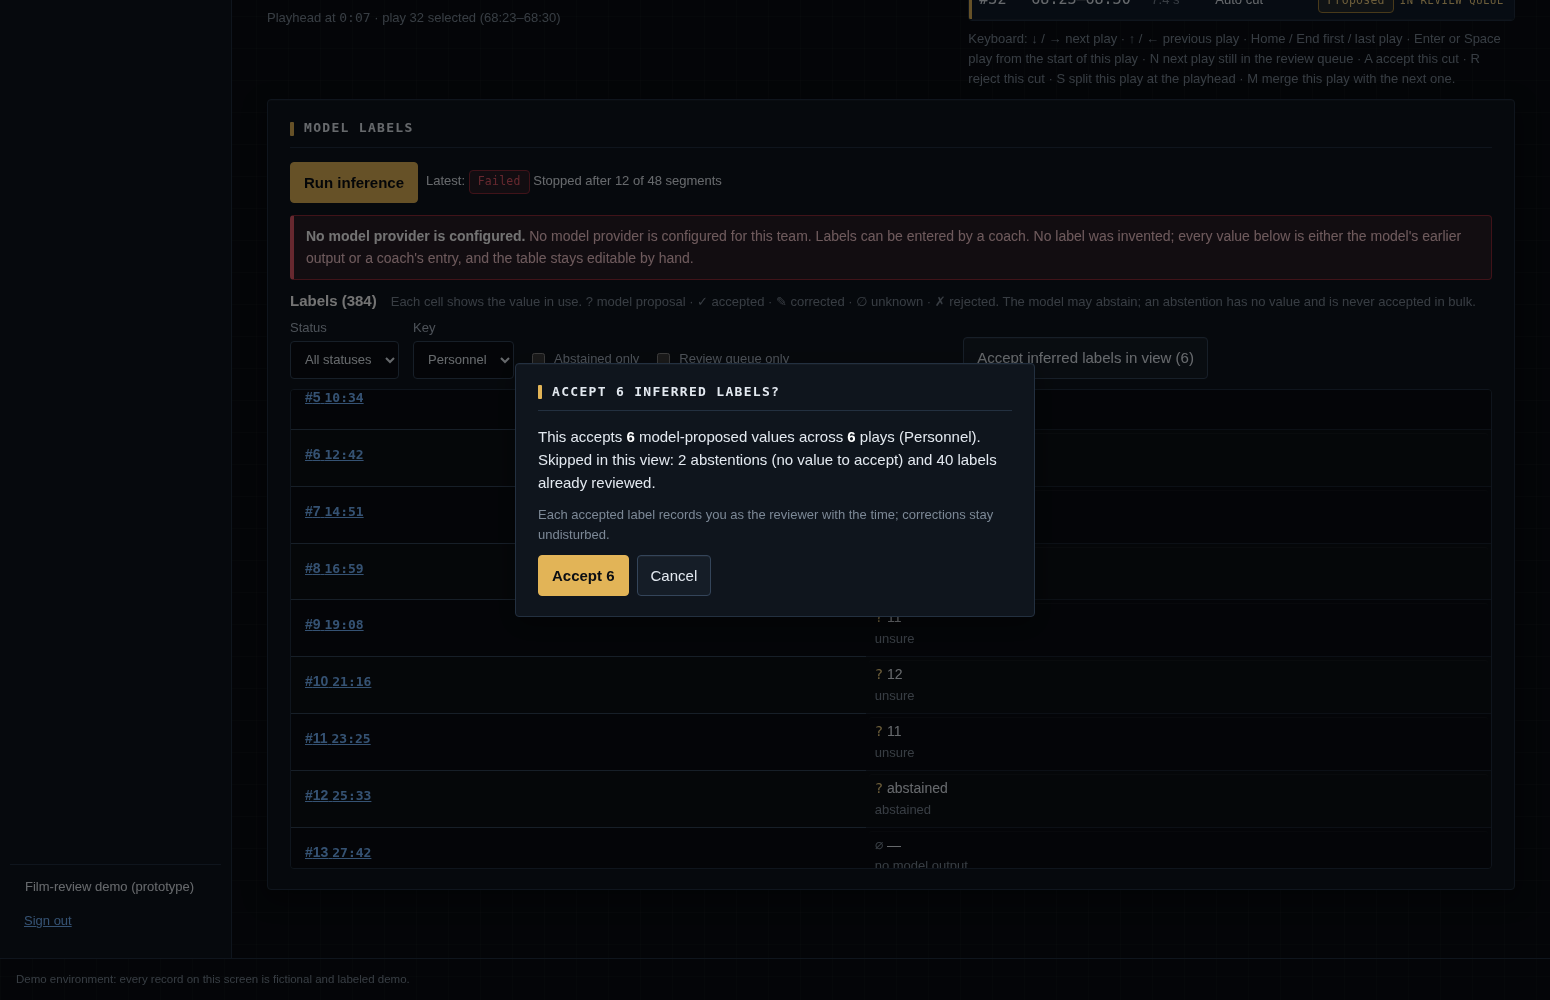 Playhead at 0:07 · play 32 selected (68:23–68:30)
#32 68:23–68:30 7.4 s Auto cut Proposed IN REVIEW QUEUE
Keyboard: ↓ / → next play · ↑ / ← previous play · Home / End first / last play · Enter or Space
play from the start of this play · N next play still in the review queue · A accept this cut · R
reject this cut · S split this play at the playhead · M merge this play with the next one.
MODEL LABELS
Run inference Latest: Failed Stopped after 12 of 48 segments
No model provider is configured. No model provider is configured for this team. Labels can be entered by a coach. No label was invented; every value below is either the model's earlier
output or a coach's entry, and the table stays editable by hand.
Labels (384) Each cell shows the value in use. ? model proposal · ✓ accepted · ✎ corrected · ∅ unknown · ✗ rejected. The model may abstain; an abstention has no value and is never accepted in bulk.
Status Key
All statuses Personnel Abstained only Review queue only Accept inferred labels in view (6)
#5 10:34
#6 12:42
#7 14:51
#8 16:59
ACCEPT 6 INFERRED LABELS?
This accepts 6 model-proposed values across 6 plays (Personnel).
Skipped in this view: 2 abstentions (no value to accept) and 40 labels
already reviewed.
Each accepted label records you as the reviewer with the time; corrections stay
undisturbed.
Accept 6 Cancel
#9 19:08 ? 11
unsure
#10 21:16 ? 12
unsure
#11 23:25 ? 11
unsure
#12 25:33 ? abstained
abstained
#13 27:42 ∅ —
no model output
Film-review demo (prototype)
Sign out
Demo environment: every record on this screen is fictional and labeled demo.